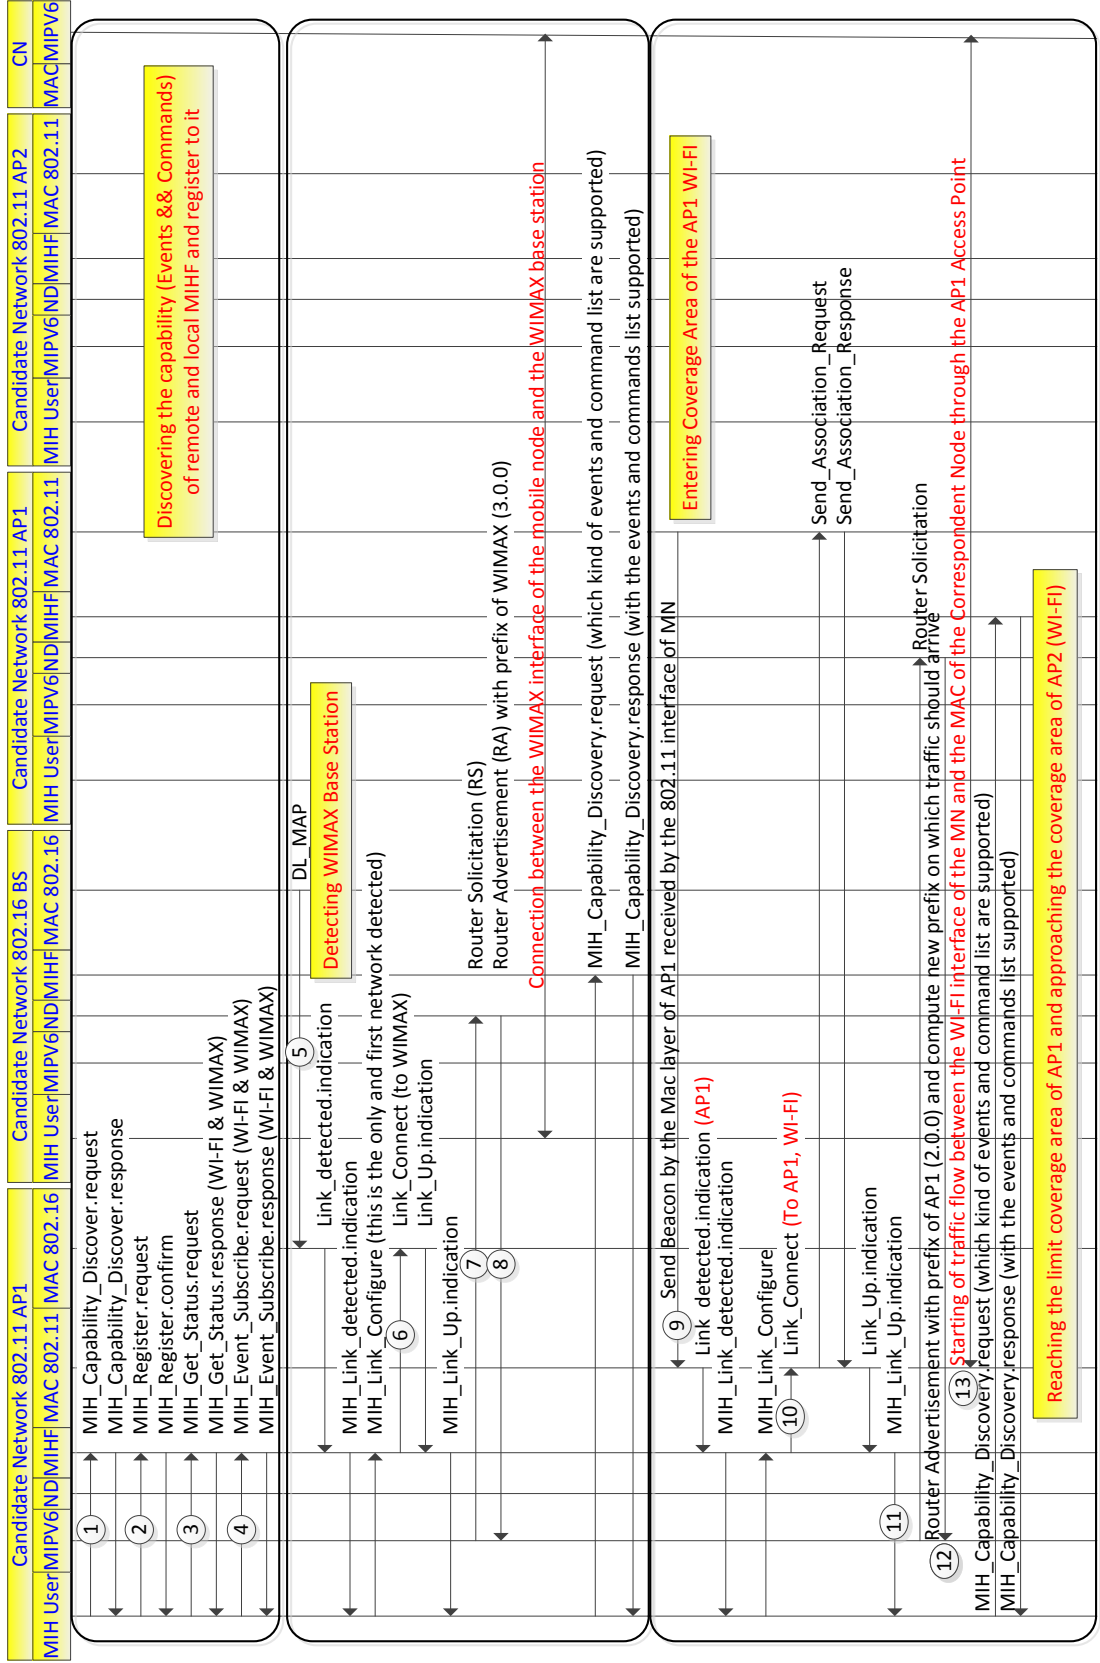 Candidate Network 802.11 AP1
Candidate Network 802.16 BS
Candidate Network 802.11 AP1
Candidate Network 802.11 AP2
CN
MIH User
MIPV6
ND
MIHF
MAC 802.11
MAC 802.16
MIH User
MIPV6
ND
MIHF
MAC 802.16
MIH User
MIPV6
ND
MIHF
MAC 802.11
MIH User
MIPV6
ND
MIHF
MAC 802.11
MAC
MIPV6
1
MIH_Capability_Discover.request
MIH_Capability_Discover.response
2
MIH_Register.request
MIH_Register.confirm
3
MIH_Get_Status.request
MIH_Get_Status.response (WI-FI & WIMAX)
4
MIH_Event_Subscribe.request (WI-FI & WIMAX)
MIH_Event_Subscribe.response (WI-FI & WIMAX)
Discovering the capability (Events && Commands)
of remote and local MIHF and register to it
5
DL_MAP
Detecting WIMAX Base Station
Link_detected.indication
MIH_Link_detected.indication
MIH_Link_Configure (this is the only and first network detected)
6
Link_Connect (to WIMAX)
Link_Up.indication
MIH_Link_Up.indication
7
Router Solicitation (RS)
8
Router Advertisement (RA) with prefix of WIMAX (3.0.0)
Connection between the WIMAX interface of the mobile node and the WIMAX base station
MIH_Capability_Discovery.request (which kind of events and command list are supported)
MIH_Capability_Discovery.response (with the events and commands list supported)
9
Send Beacon by the Mac layer of AP1 received by the 802.11 interface of MN
Entering Coverage Area of the AP1 WI-FI
Link_detected.indication (AP1)
MIH_Link_detected.indication
MIH_Link_Configure
10
Link_Connect (To AP1, WI-FI)
Send_Association_Request
Send_Association_Response
Link_Up.indication
11
MIH_Link_Up.indication
Router Solicitation
12
Router Advertisement with prefix of AP1 (2.0.0) and compute new prefix on which traffic should arrive
13
Starting of traffic flow between the WI-FI interface of the MN and the MAC of the Correspondent Node through the AP1 Access Point
MIH_Capability_Discovery.request (which kind of events and command list are supported)
MIH_Capability_Discovery.response (with the events and commands list supported)
Reaching the limit coverage area of AP1 and approaching the coverage area of AP2 (WI-FI)